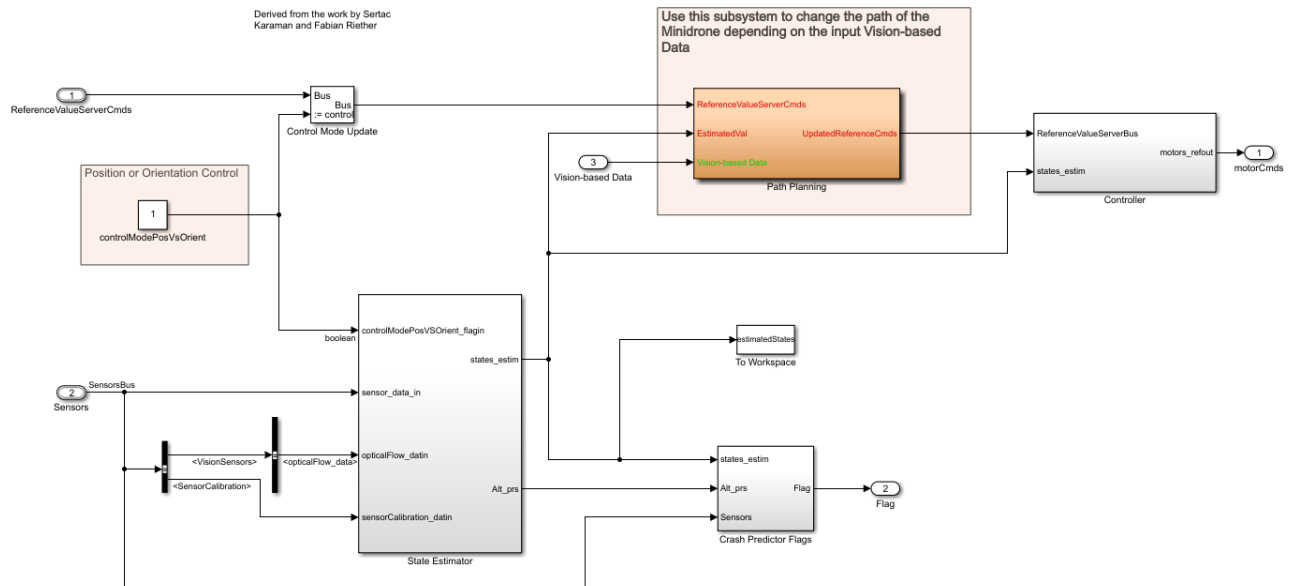 Derived from the work by Sertac
Karaman and Fabian Riether
Use this subsystem to change the path of the
Minidrone depending on the input Vision-based
Data
1
ReferenceValueServerCmds
Bus
Bus
:= control
Control Mode Update
ReferenceValueServerCmds
EstimatedVal
UpdatedReferenceCmds
Vision-based Data
Path Planning
3
Vision-based Data
ReferenceValueServerBus
motors_refout
states_estim
Controller
1
motorCmds
Position or Orientation Control
1
controlModePosVsOrient
boolean
controlModePosVSOrient_flagin
states_estim
sensor_data_in
opticalFlow_datin
Alt_prs
sensorCalibration_datin
State Estimator
estimatedStates
To Workspace
2
SensorsBus
Sensors
<VisionSensors>
<opticalFlow_data>
<SensorCalibration>
states_estim
Alt_prs
Flag
Sensors
Crash Predictor Flags
2
Flag